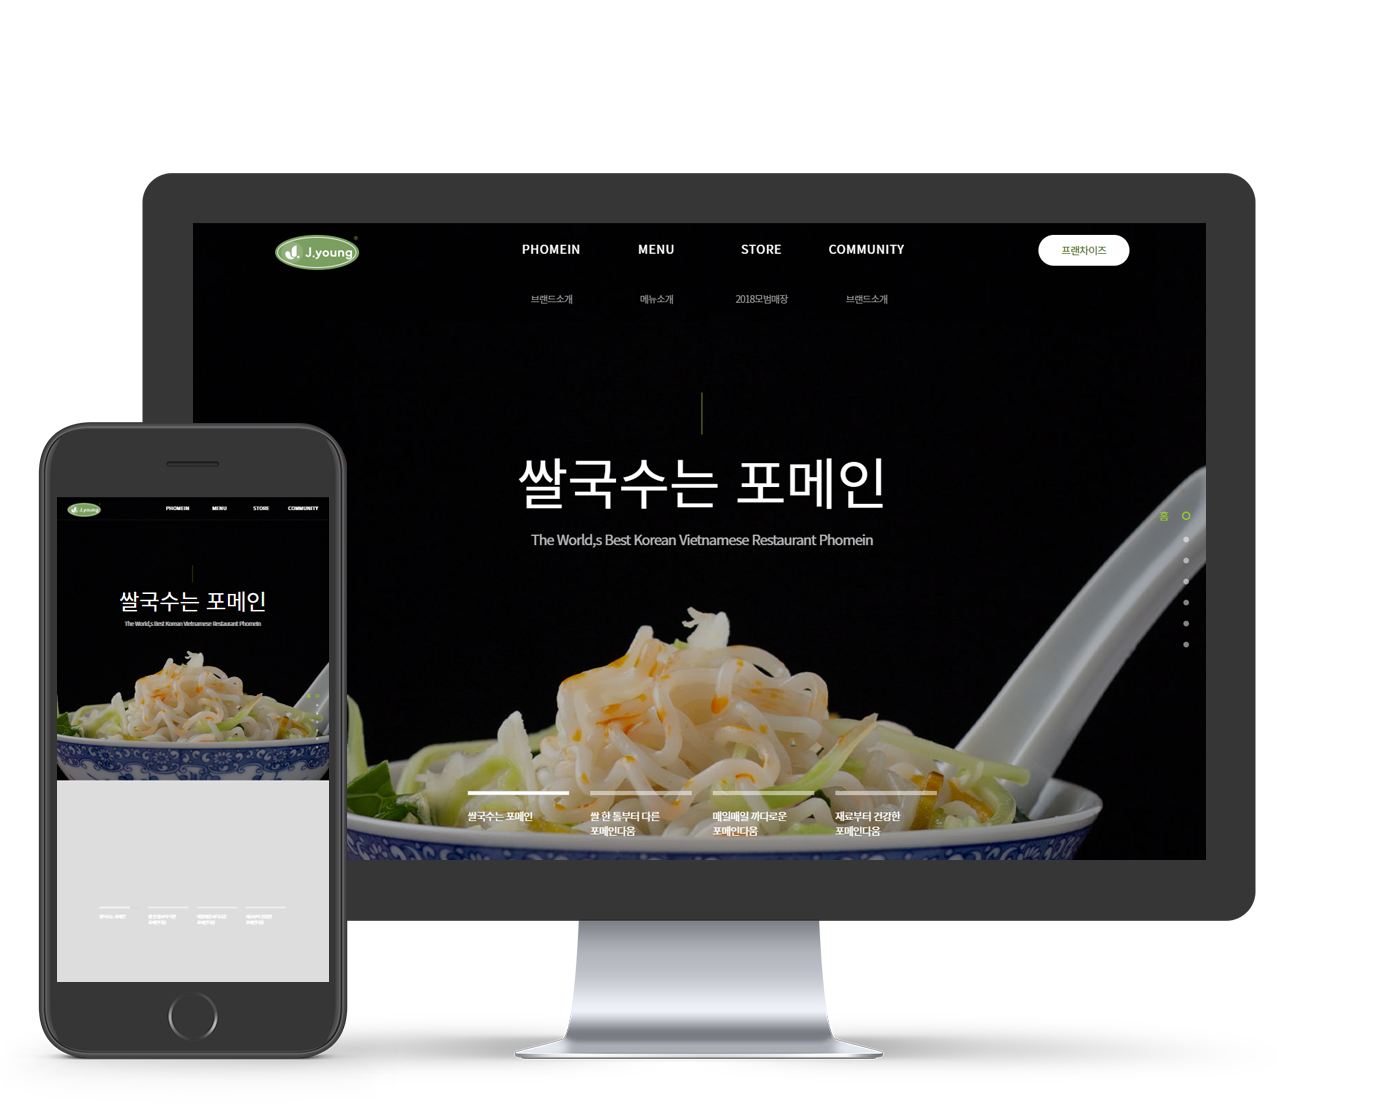 J.young
PHOMEIN MENU STORE COMMUNITY
프랜차이즈
브랜드소개 메뉴소개 2018모범매장 브랜드소개
쌀국수는 포메인
The World,s Best Korean Vietnamese Restaurant Phomein
홈
쌀국수는 포메인
쌀 한 톨부터 다른
포메인다움
매일매일 까다로운
포메인다움
재료부터 건강한
포메인다움
J.young
PHOMEIN MENU STORE COMMUNITY
쌀국수는 포메인
The World,s Best Korean Vietnamese Restaurant Phomein